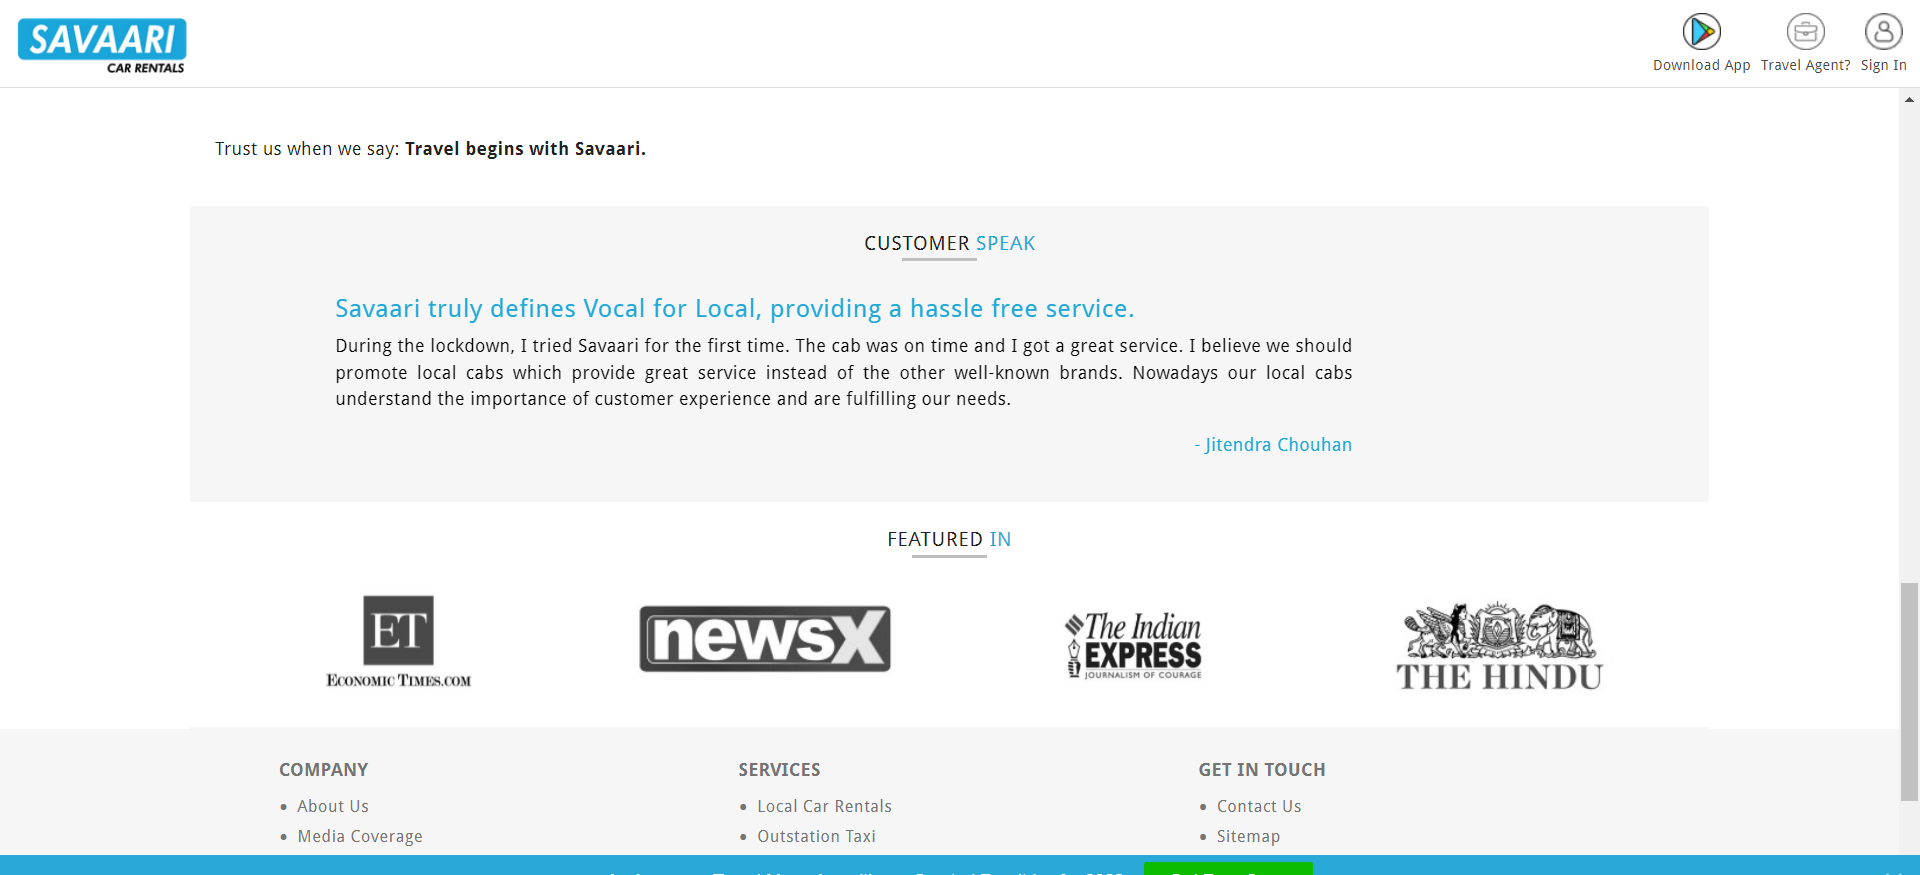 SAVAARI
CAR RENTALS
Download App
Travel Agent?
Sign In
Trust us when we say: Travel begins with Savaari.
CUSTOMER SPEAK
Savaari truly defines Vocal for Local, providing a hassle free service.
During the lockdown, I tried Savaari for the first time. The cab was on time and I got a great service. I believe we should
promote local cabs which provide great service instead of the other well-known brands. Nowadays our local cabs
understand the importance of customer experience and are fulfilling our needs.
- Jitendra Chouhan
FEATURED IN
ET
ECONOMIC TIMES.COM
newsX
The Indian
EXPRESS
JOURNALISM OF COURAGE
THE HINDU
COMPANY
• About Us
• Media Coverage
SERVICES
• Local Car Rentals
• Outstation Taxi
GET IN TOUCH
• Contact Us
• Sitemap